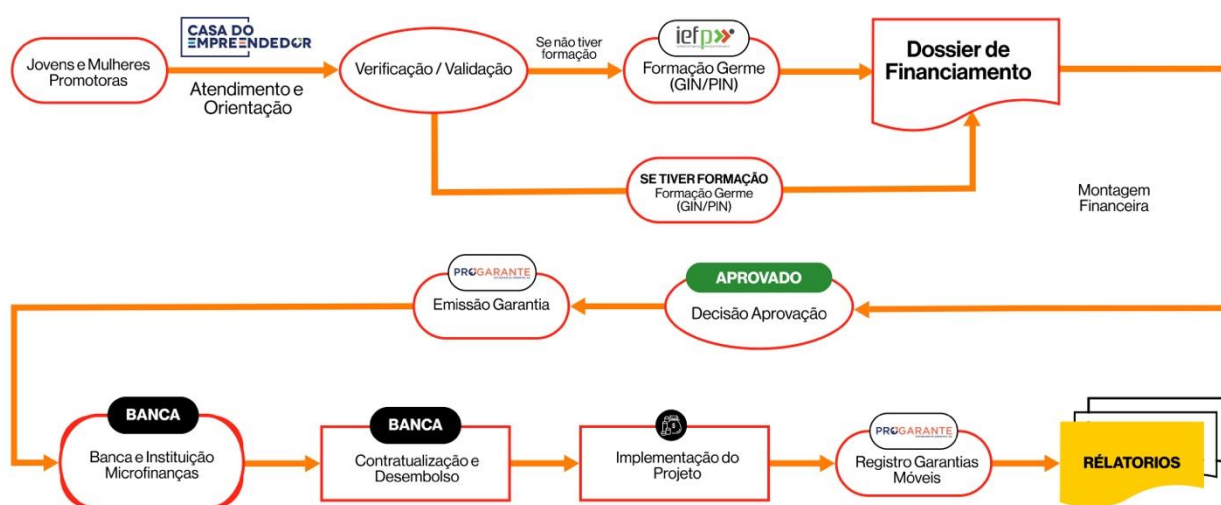 CASA DO
EMPREENDEDOR
Jovens e Mulheres
Promotoras
Atendimento e
Orientação
Verificação / Validação
Se não tiver
formação
iefp
Formação Germe
(GIN/PIN)
Dossier de
Financiamento
SE TIVER FORMAÇÃO
Formação Germe
(GIN/PIN)
Montagem
Financeira
APROVADO
Decisão Aprovação
PROGARANTE
Emissão Garantia
BANCA
Banca e Instituição
Microfinanças
BANCA
Contratualização e
Desembolso
Implementação do
Projeto
PROGARANTE
Registro Garantias
Móveis
RÉLATORIOS